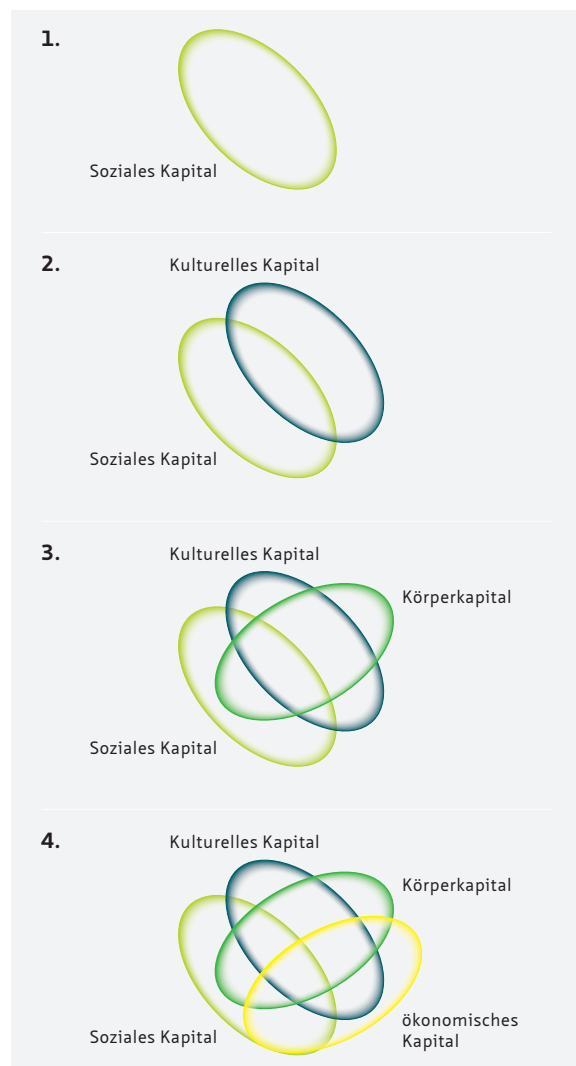 1.
Soziales Kapital
2.
Kulturelles Kapital
Soziales Kapital
3.
Kulturelles Kapital
Körperkapital
Soziales Kapital
4.
Kulturelles Kapital
Körperkapital
Soziales Kapital
ökonomisches
Kapital